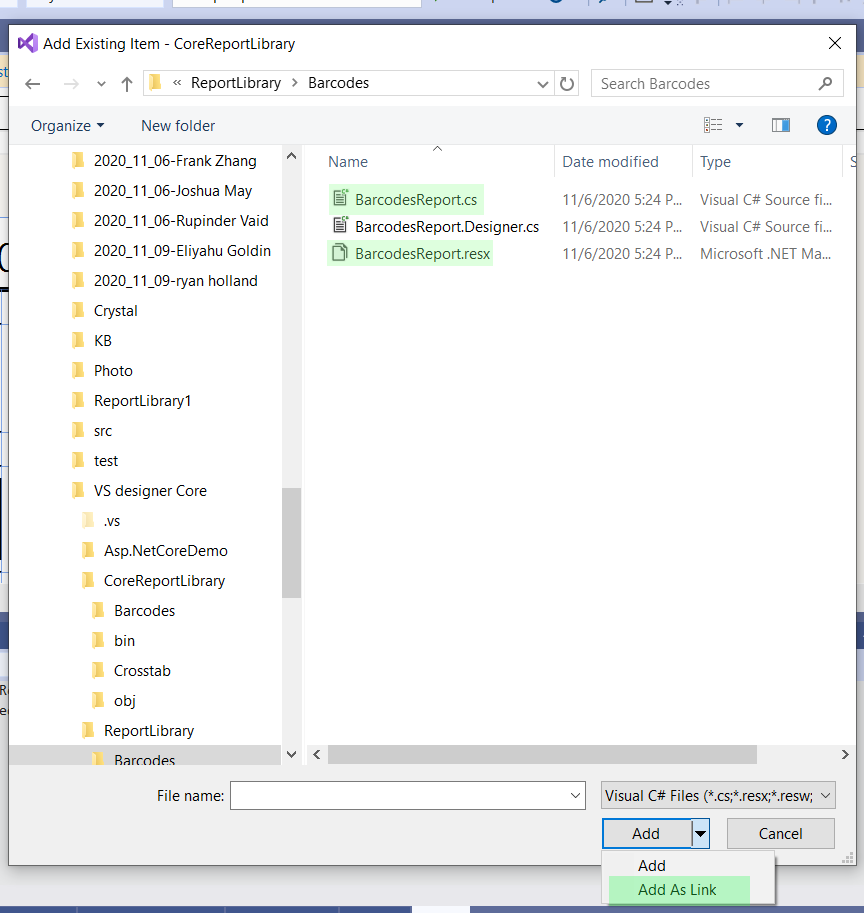 Add Existing Item - CoreReportLibrary
« ReportLibrary > Barcodes
Search Barcodes
Organize
New folder
?
2020_11_06-Frank Zhang
2020_11_06-Joshua May
2020_11_06-Rupinder Vaid
2020_11_09-Eliyahu Goldin
2020_11_09-ryan holland
Crystal
KB
Photo
ReportLibrary1
src
test
VS designer Core
.vs
Asp.NetCoreDemo
CoreReportLibrary
Barcodes
bin
Crosstab
obj
ReportLibrary
Barcodes
Name Date modified Type S
BarcodesReport.cs 11/6/2020 5:24 P... Visual C# Source fi...
BarcodesReport.Designer.cs 11/6/2020 5:24 P... Visual C# Source fi...
BarcodesReport.resx 11/6/2020 5:24 P... Microsoft .NET Ma...
File name:
Visual C# Files (*.cs;*.resx;*.resw;
Add
Cancel
Add
Add As Link